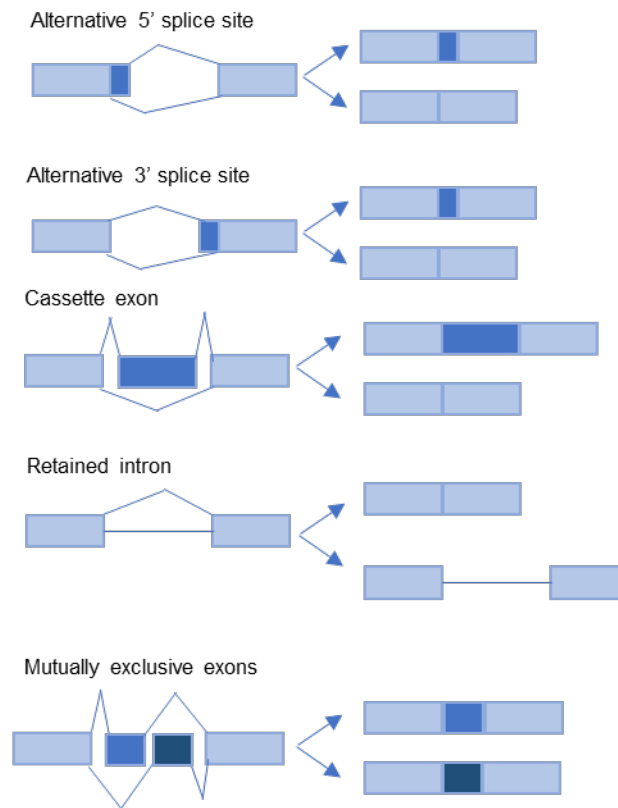 Alternative 5’ splice site
Alternative 3’ splice site
Cassette exon
Retained intron
Mutually exclusive exons